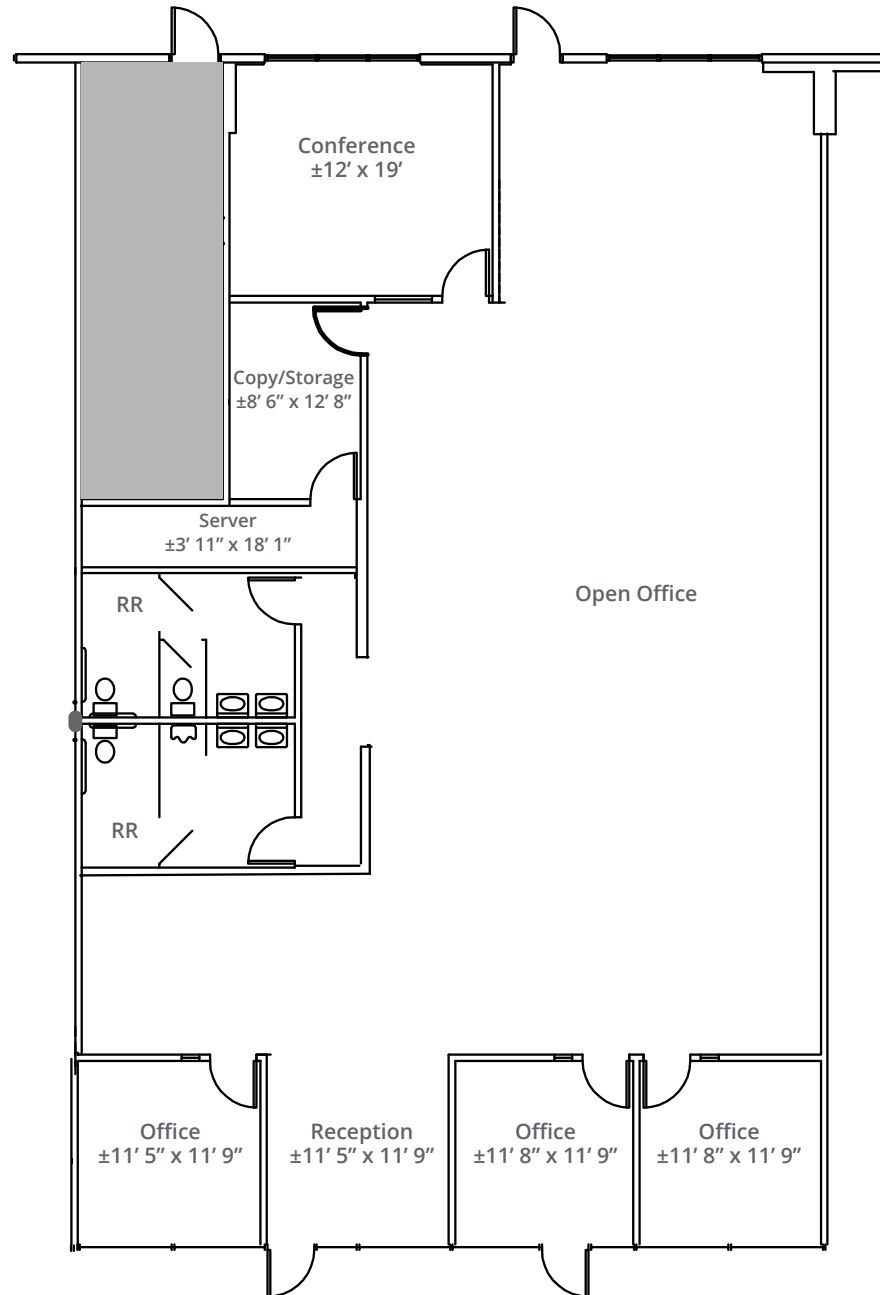 Conference
±12’ x 19’
Copy/Storage
±8’ 6” x 12’ 8”
Server
±3’ 11” x 18’ 1”
RR
Open Office
RR
Office
±11’ 5” x 11’ 9”
Reception
±11’ 5” x 11’ 9”
Office
±11’ 8” x 11’ 9”
Office
±11’ 8” x 11’ 9”